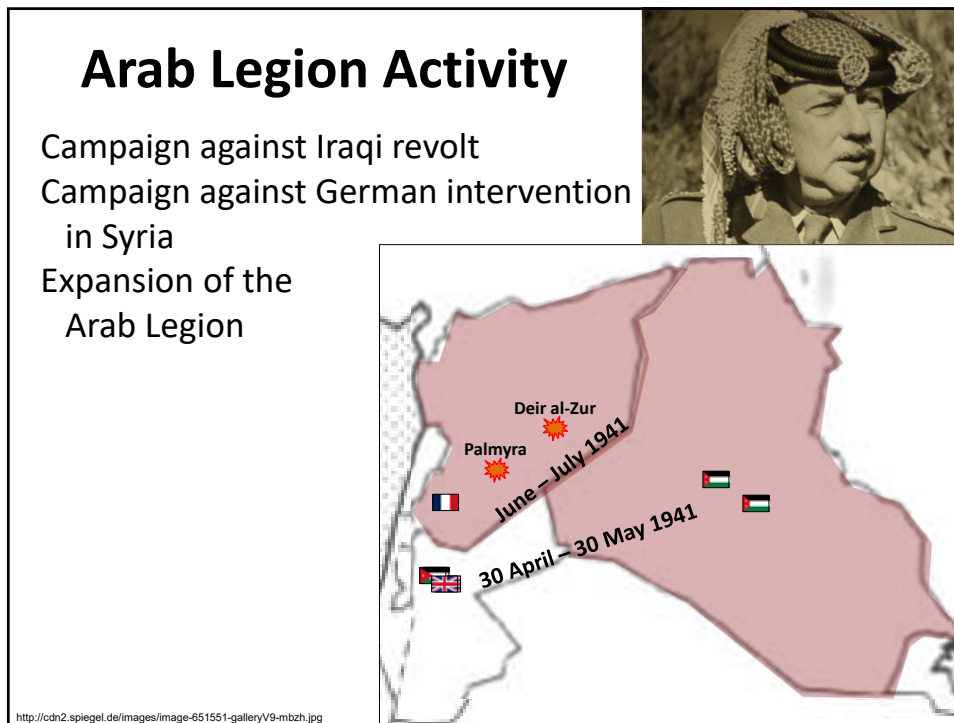 Arab Legion Activity
Campaign against Iraqi revolt
Campaign against German intervention
in Syria
Expansion of the
Arab Legion
Deir al-Zur
Palmyra
June – July 1941
30 April – 30 May 1941
http://cdn2.spiegel.de/images/image-651551-galleryV9-mbzh.jpg